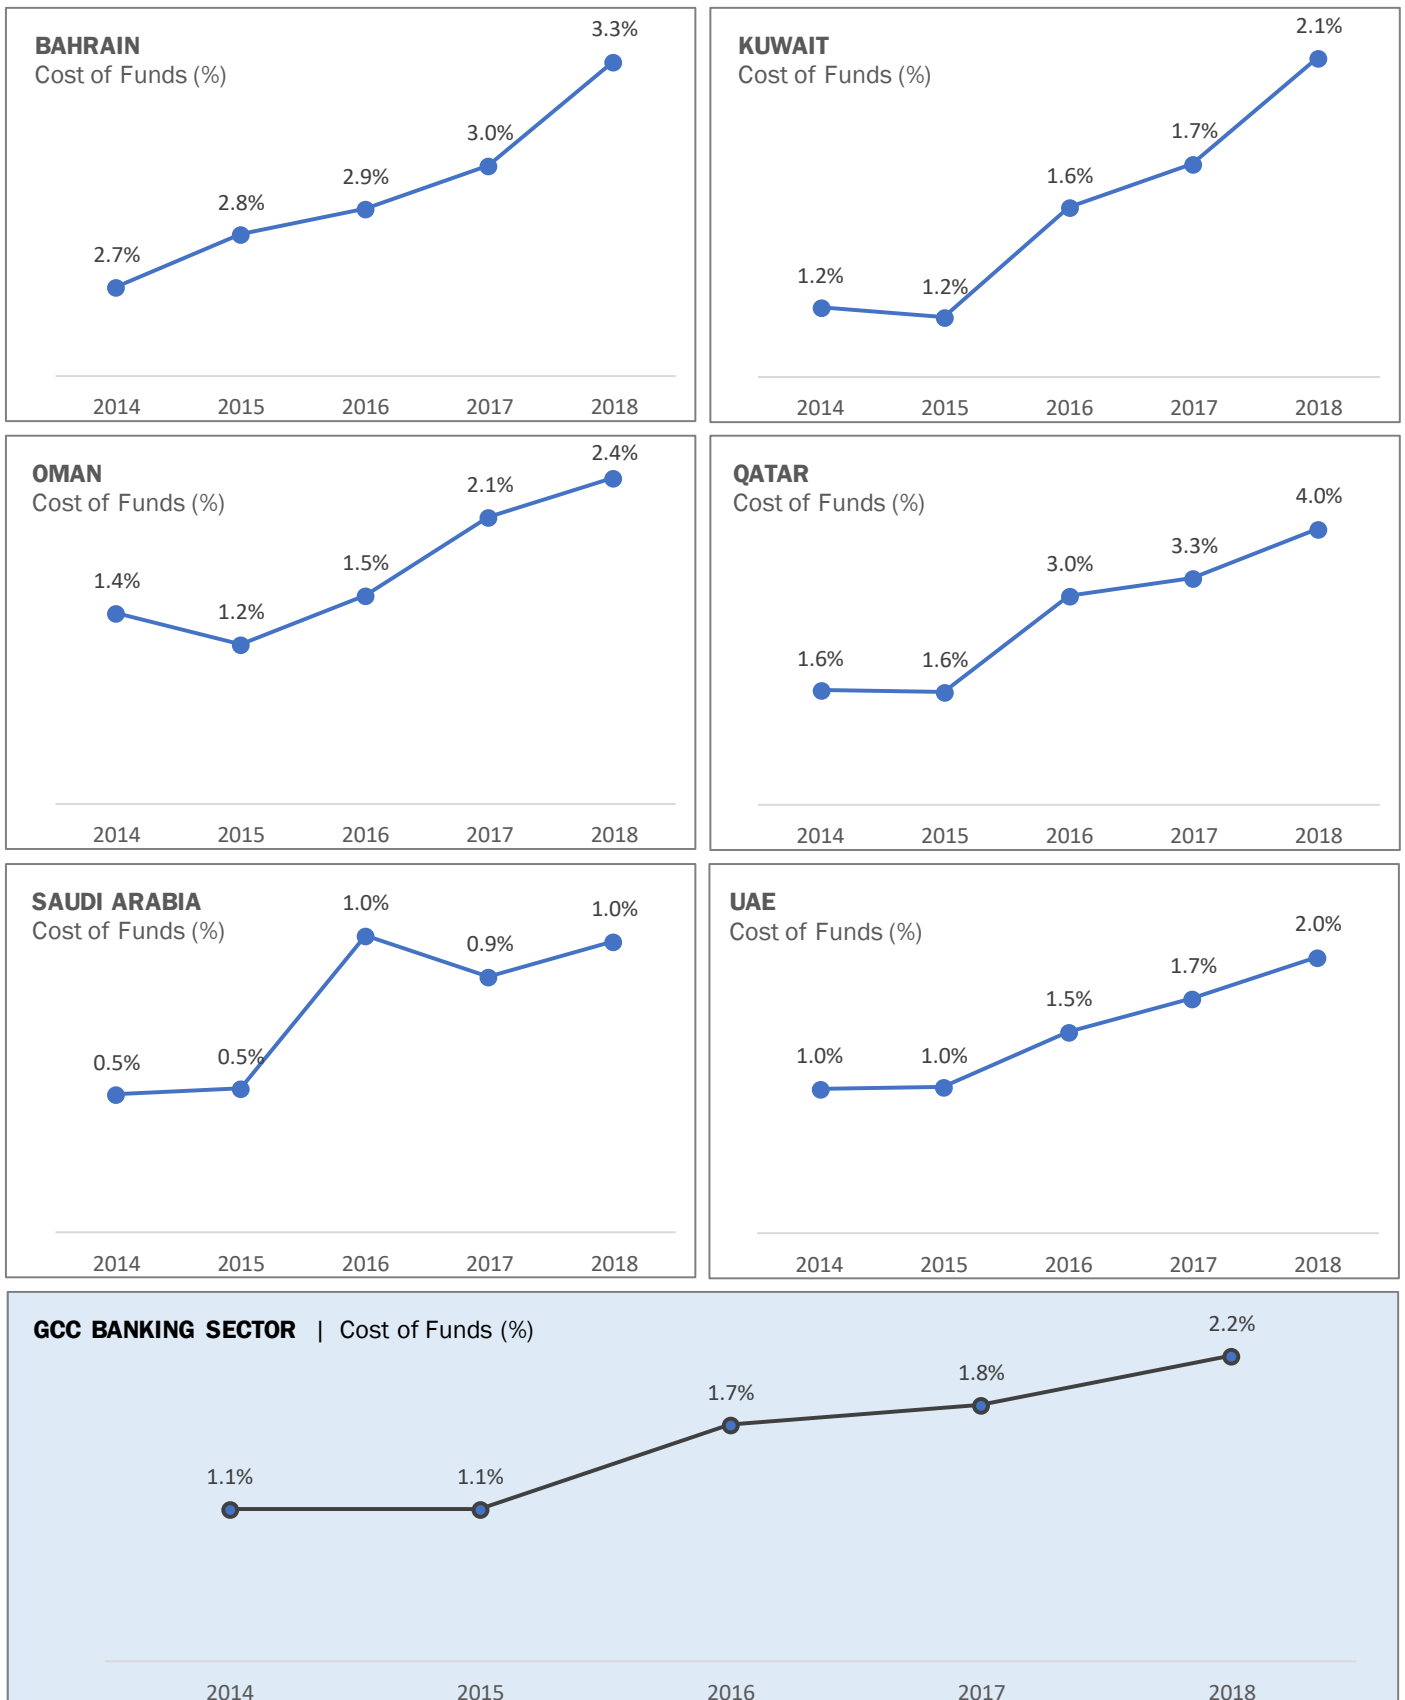 BAHRAIN
Cost of Funds (%)
3.3%
3.0%
2.9%
2.8%
2.7%
2014 2015 2016 2017 2018
KUWAIT
Cost of Funds (%)
2.1%
1.7%
1.6%
1.2% 1.2%
2014 2015 2016 2017 2018
OMAN
Cost of Funds (%)
2.4%
2.1%
1.5%
1.4%
1.2%
2014 2015 2016 2017 2018
QATAR
Cost of Funds (%)
4.0%
3.3%
3.0%
1.6% 1.6%
2014 2015 2016 2017 2018
SAUDI ARABIA
Cost of Funds (%)
1.0% 1.0%
0.9%
0.5% 0.5%
2014 2015 2016 2017 2018
UAE
Cost of Funds (%)
2.0%
1.7%
1.5%
1.0% 1.0%
2014 2015 2016 2017 2018
GCC BANKING SECTOR | Cost of Funds (%)
2.2%
1.8%
1.7%
1.1% 1.1%
2014 2015 2016 2017 2018